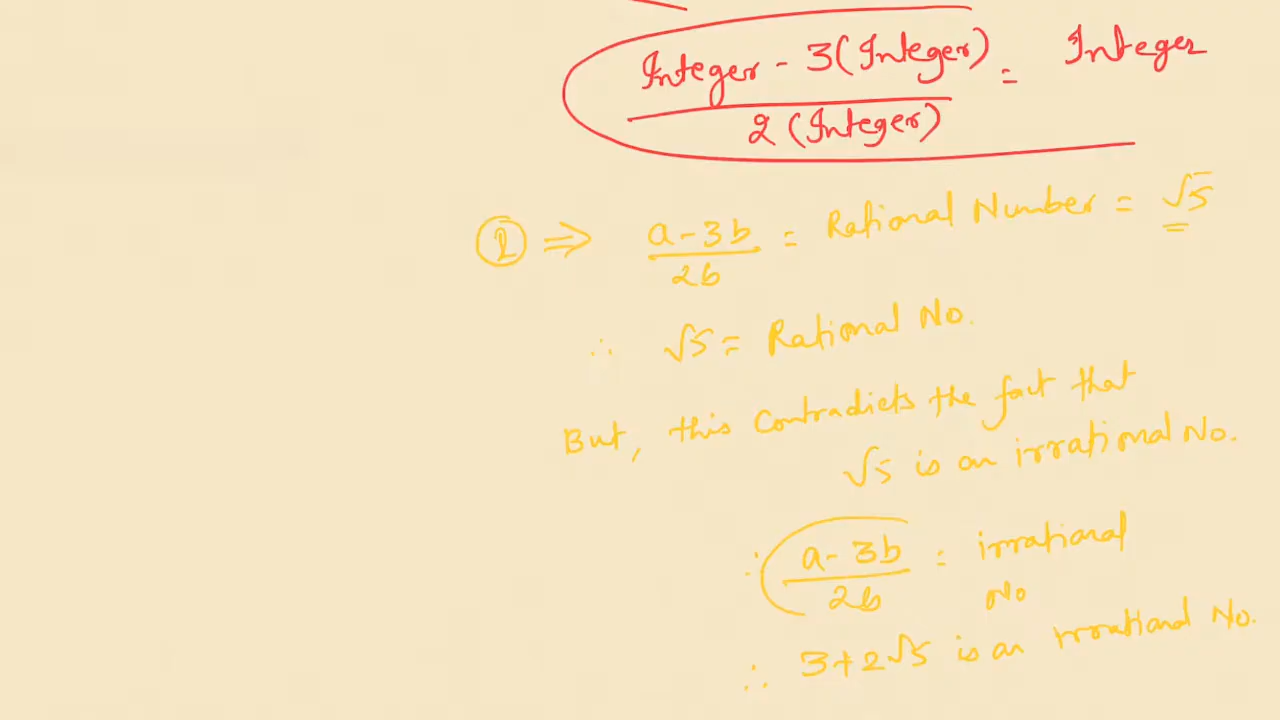 Integer - 3(Integer) = Integer
2 (Integer)
① ⇒ a - 3b = Rational Number = √5
2b
∴ √5 = Rational No.
But, this Contradicts the fact that
√5 is an irrational No.
∴ a - 3b = irrational
2b No
∴ 3+2√5 is an irrational No.